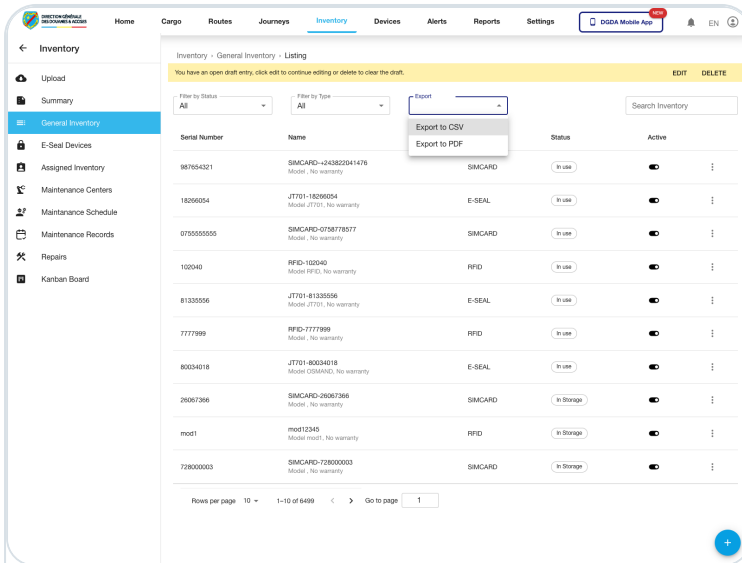 DIRECTION GÉNÉRALE
DES DOUANES & ACCISES
Home
Cargo
Routes
Journeys
Inventory
Devices
Alerts
Reports
Settings
DGDA Mobile App
NEW
EN
Inventory
Upload
Summary
General Inventory
E-Seal Devices
Assigned Inventory
Maintenance Centers
Maintanance Schedule
Maintenance Records
Repairs
Kanban Board
Inventory › General Inventory › Listing
You have an open draft entry, click edit to continue editing or delete to clear the draft.
EDIT DELETE
Filter by Status
All
Filter by Type
All
Export
Export to CSV
Export to PDF
Search Inventory
Serial Number Name Status Active
987654321 SIMCARD-+243822041476 SIMCARD In use
Model , No warranty
18266054 JT701-18266054 E-SEAL In use
Model JT701, No warranty
0755555555 SIMCARD-0758778577 SIMCARD In use
Model , No warranty
102040 RFID-102040 RFID In use
Model RFID, No warranty
81335556 JT701-81335556 E-SEAL In use
Model JT701, No warranty
7777999 RFID-7777999 RFID In use
Model , No warranty
80034018 JT701-80034018 E-SEAL In use
Model OSMAND, No warranty
26067366 SIMCARD-26067366 SIMCARD In Storage
Model , No warranty
mod1 mod12345 RFID In Storage
Model mod1, No warranty
728000003 SIMCARD-728000003 SIMCARD In Storage
Model , No warranty
Rows per page 10 1–10 of 6499 Go to page 1